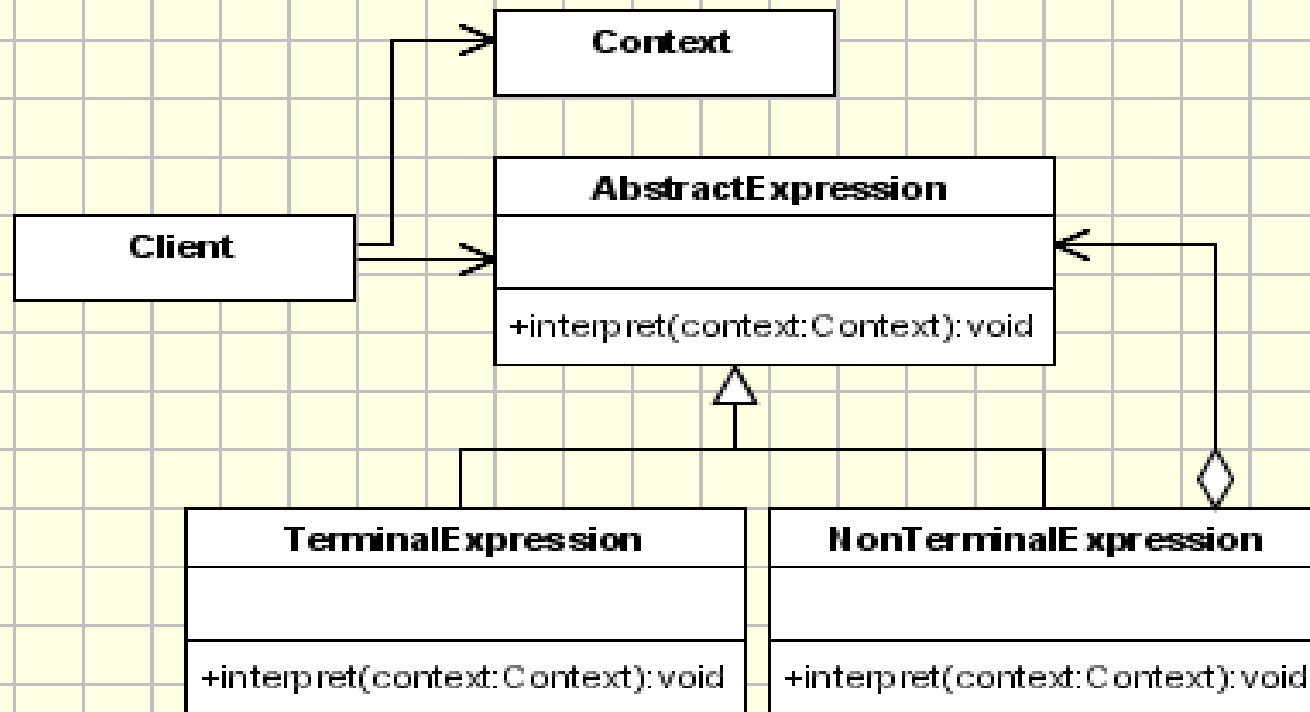 Context
AbstractExpression
Client
+interpret(context:Context):void
TerminalExpression
NonTerminalExpression
+interpret(context:Context):void
+interpret(context:Context):void